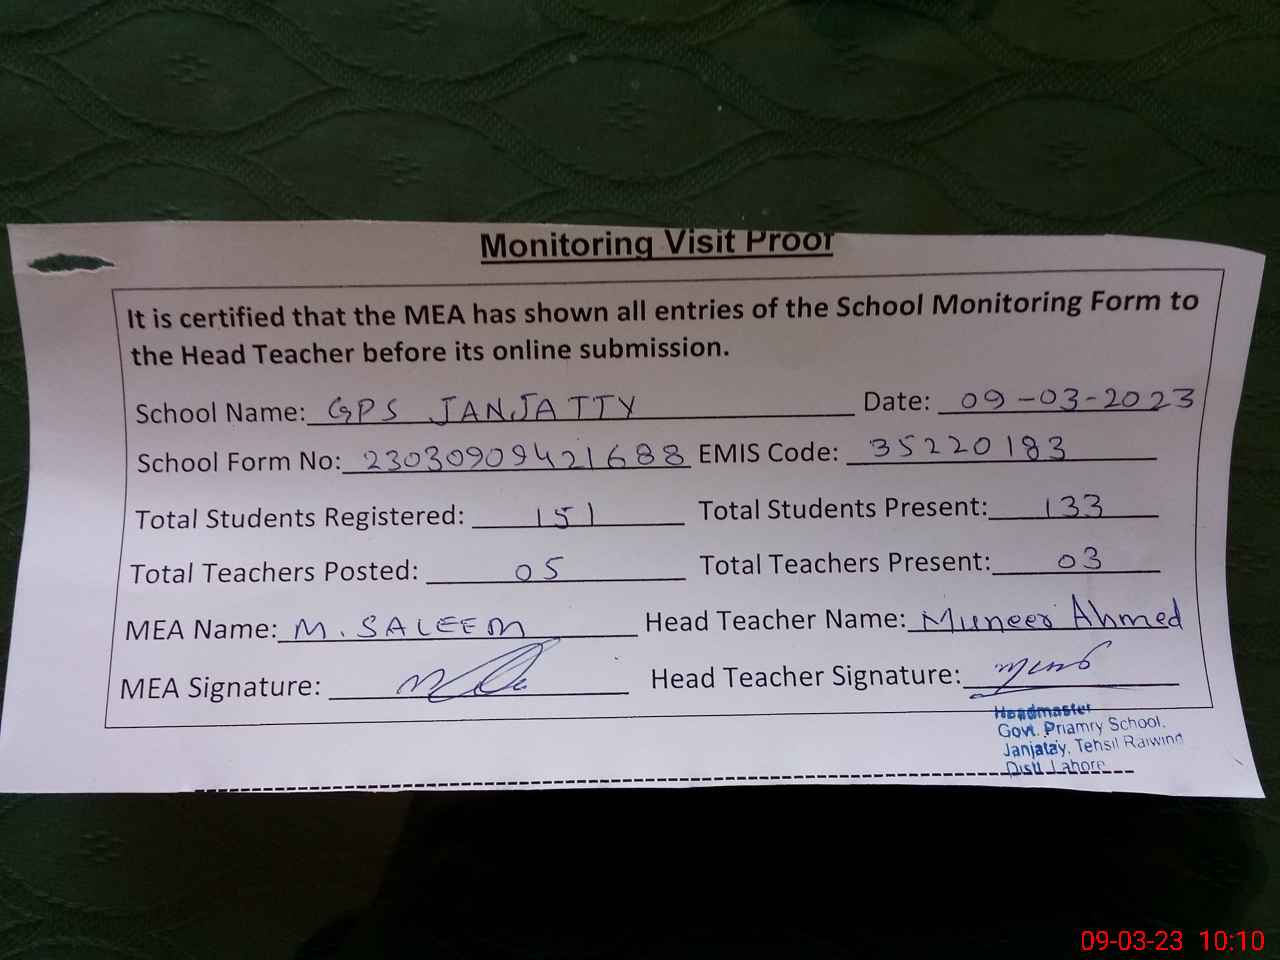 Monitoring Visit Proof
It is certified that the MEA has shown all entries of the School Monitoring Form to
the Head Teacher before its online submission.
School Name: GPS JANJATTY Date: 09-03-2023
School Form No: 23030909421688 EMIS Code: 35220183
Total Students Registered: 151 Total Students Present: 133
Total Teachers Posted: 05 Total Teachers Present: 03
MEA Name: M. SALEEM Head Teacher Name: Muneer Ahmed
MEA Signature: Head Teacher Signature:
Headmaster
Govt. Priamry School,
Janjatay, Tehsil Raiwind
Distt Lahore
09-03-23 10:10